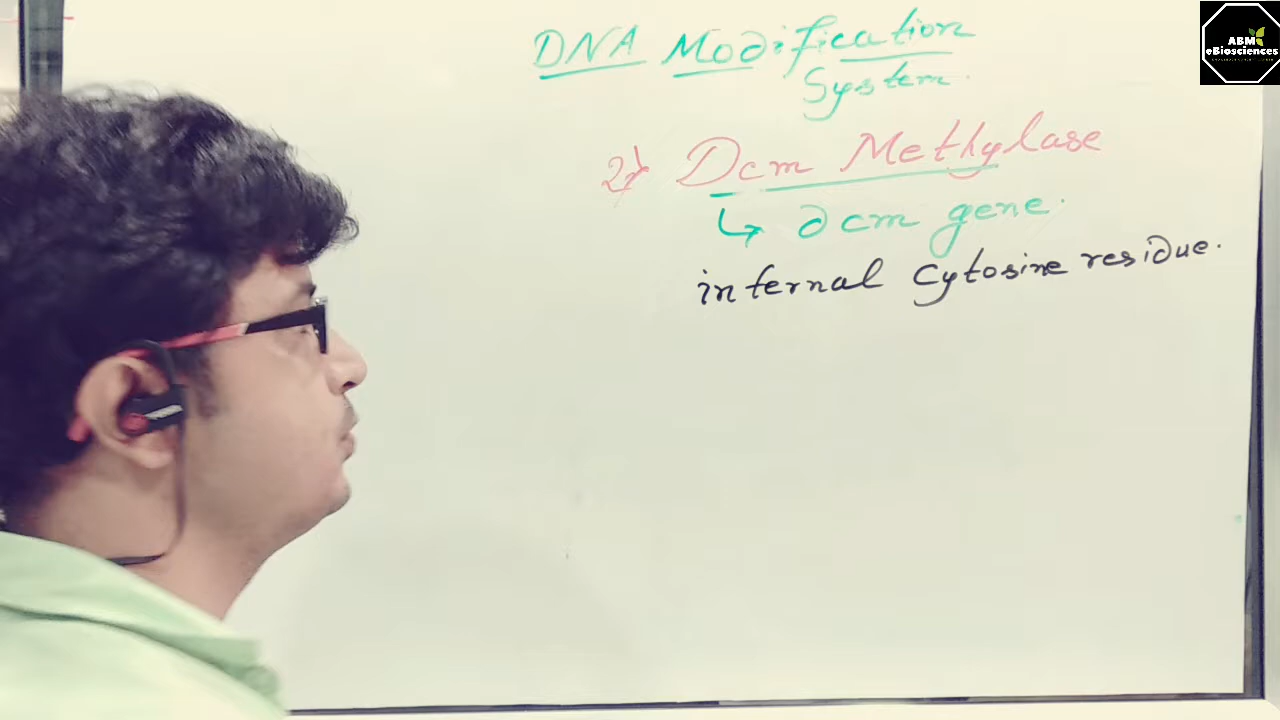 DNA Modification
System.
2) Dcm Methylase
↳ dcm gene.
internal cytosine residue.
ABM
eBiosciences